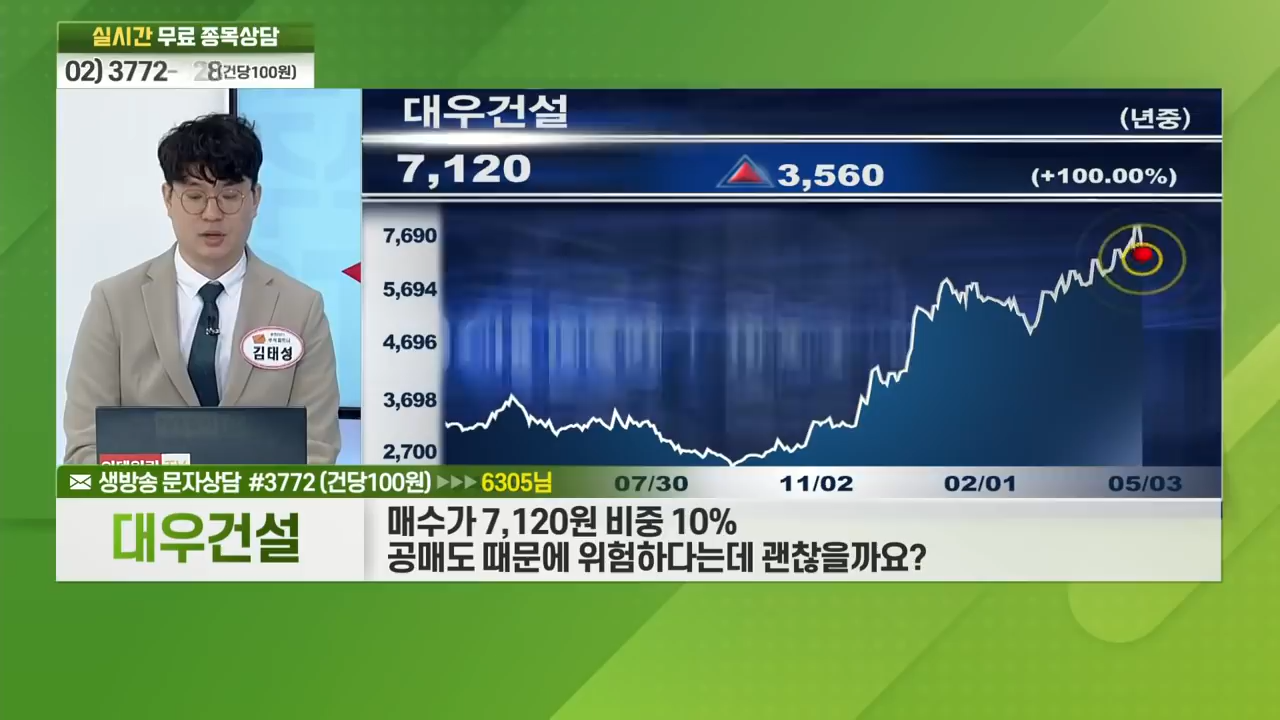 실시간 무료 종목상담
02) 3772- 28(건당100원)
대우건설
(년중)
7,120
3,560
(+100.00%)
7,690
5,694
4,696
3,698
2,700
김태성
생방송 문자상담 #3772 (건당100원) 6305님
07/30
11/02
02/01
05/03
대우건설
매수가 7,120원 비중 10%
공매도 때문에 위험하다는데 괜찮을까요?